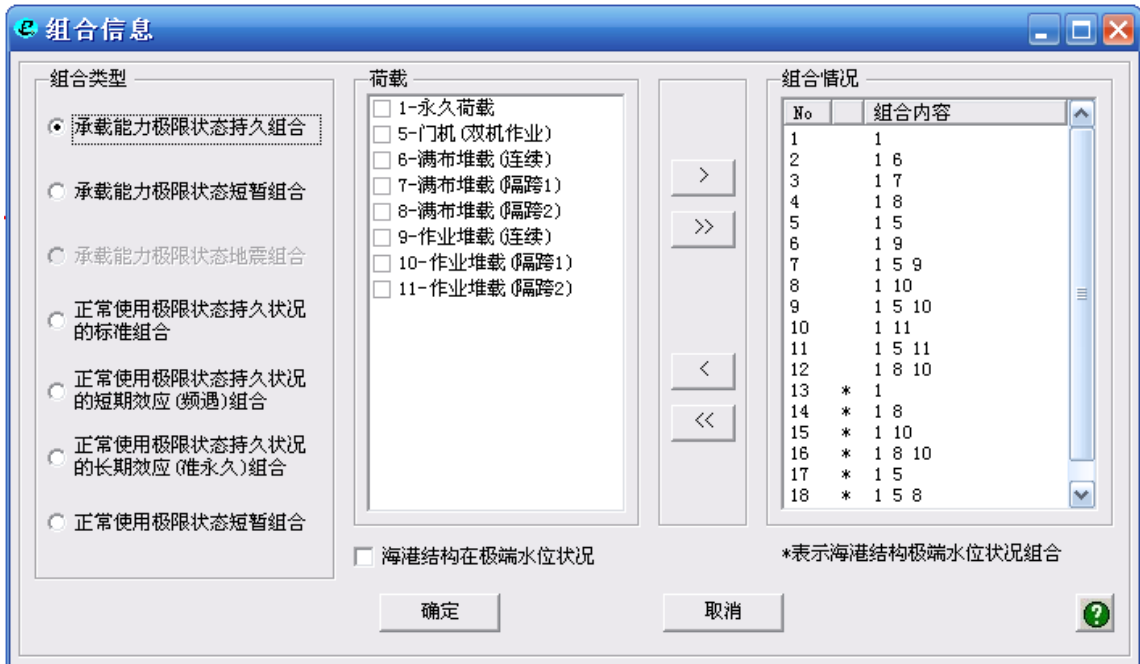 组合信息
组合类型
承载能力极限状态持久组合
承载能力极限状态短暂组合
承载能力极限状态地震组合
正常使用极限状态持久状况
的标准组合
正常使用极限状态持久状况
的短期效应(频遇)组合
正常使用极限状态持久状况
的长期效应(准永久)组合
正常使用极限状态短暂组合
荷载
1-永久荷载
5-门机(双机作业)
6-满布堆载(连续)
7-满布堆载(隔跨1)
8-满布堆载(隔跨2)
9-作业堆载(连续)
10-作业堆载(隔跨1)
11-作业堆载(隔跨2)
海港结构在极端水位状况
>
>>
<
<<
组合情况
No 组合内容
1 1
2 1 6
3 1 7
4 1 8
5 1 5
6 1 9
7 1 5 9
8 1 10
9 1 5 10
10 1 11
11 1 5 11
12 1 8 10
13 * 1
14 * 1 8
15 * 1 10
16 * 1 8 10
17 * 1 5
18 * 1 5 8
*表示海港结构极端水位状况组合
确定
取消
?